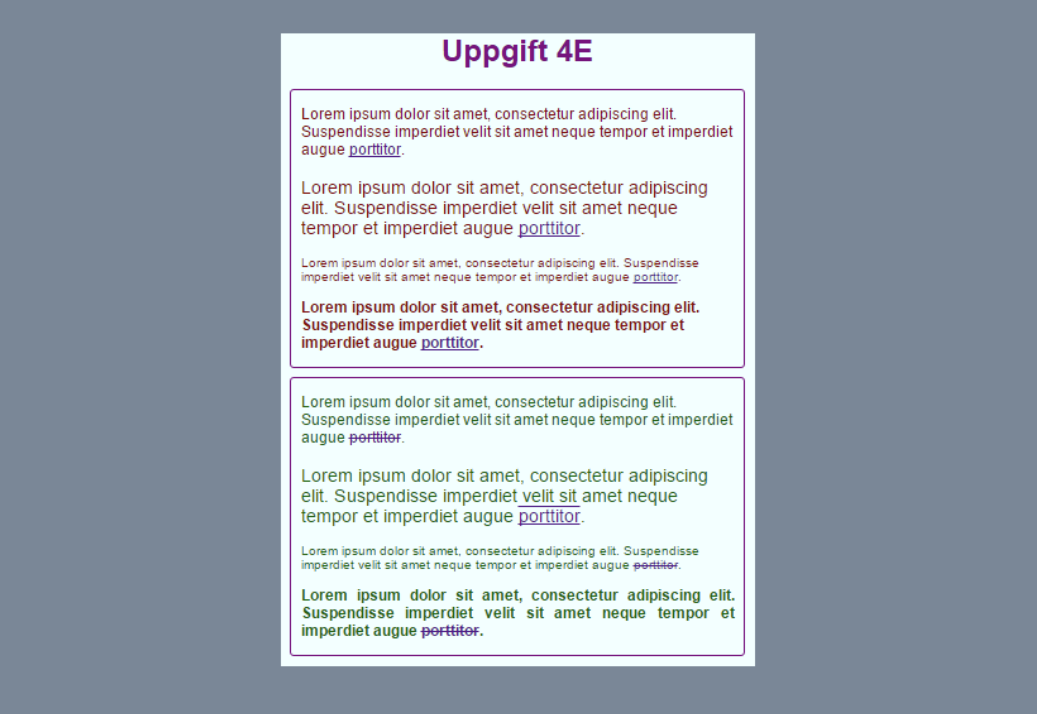 Uppgift 4E
Lorem ipsum dolor sit amet, consectetur adipiscing elit.
Suspendisse imperdiet velit sit amet neque tempor et imperdiet
augue porttitor.
Lorem ipsum dolor sit amet, consectetur adipiscing
elit. Suspendisse imperdiet velit sit amet neque
tempor et imperdiet augue porttitor.
Lorem ipsum dolor sit amet, consectetur adipiscing elit. Suspendisse
imperdiet velit sit amet neque tempor et imperdiet augue porttitor.
Lorem ipsum dolor sit amet, consectetur adipiscing elit.
Suspendisse imperdiet velit sit amet neque tempor et
imperdiet augue porttitor.
Lorem ipsum dolor sit amet, consectetur adipiscing elit.
Suspendisse imperdiet velit sit amet neque tempor et imperdiet
augue porttitor.
Lorem ipsum dolor sit amet, consectetur adipiscing
elit. Suspendisse imperdiet velit sit amet neque
tempor et imperdiet augue porttitor.
Lorem ipsum dolor sit amet, consectetur adipiscing elit. Suspendisse
imperdiet velit sit amet neque tempor et imperdiet augue porttitor.
Lorem ipsum dolor sit amet, consectetur adipiscing elit.
Suspendisse imperdiet velit sit amet neque tempor et
imperdiet augue porttitor.